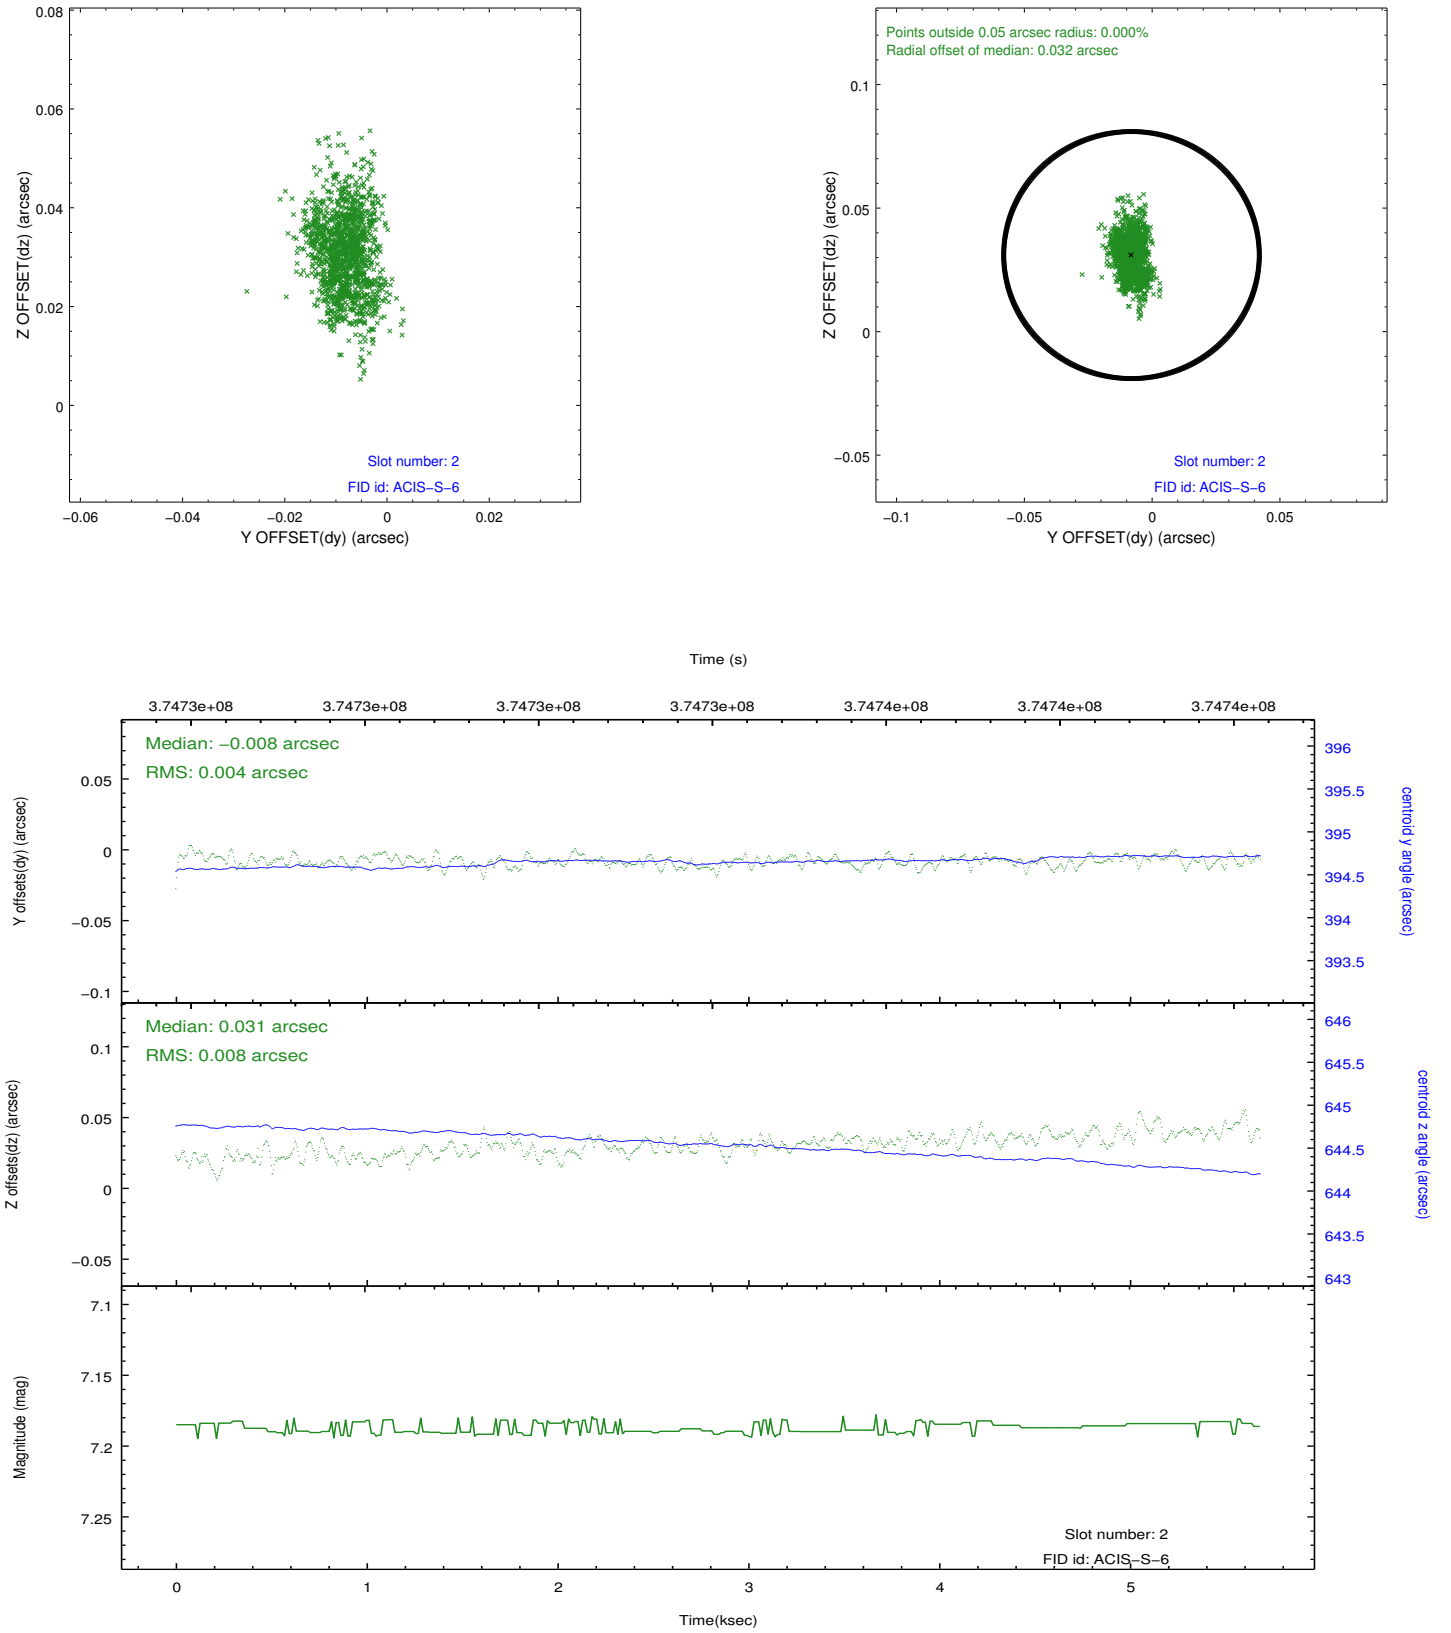 0.08
0.06
0.04
0.02
0
Z OFFSET(dz) (arcsec)
Slot number: 2
FID id: ACIS−S−6
−0.06 −0.04 −0.02 0 0.02
Y OFFSET(dy) (arcsec)
Points outside 0.05 arcsec radius: 0.000%
Radial offset of median: 0.032 arcsec
0.1
0.05
0
−0.05
Z OFFSET(dz) (arcsec)
Slot number: 2
FID id: ACIS−S−6
−0.1 −0.05 0 0.05
Y OFFSET(dy) (arcsec)
Time (s)
3.7473e+08 3.7473e+08 3.7473e+08 3.7473e+08 3.7474e+08 3.7474e+08 3.7474e+08
Median: −0.008 arcsec
RMS: 0.004 arcsec
0.05
0
−0.05
−0.1
Y offsets(dy) (arcsec)
396
395.5
395
394.5
394
393.5
centroid y angle (arcsec)
Median: 0.031 arcsec
RMS: 0.008 arcsec
0.1
0.05
0
−0.05
Z offsets(dz) (arcsec)
646
645.5
645
644.5
644
643.5
643
centroid z angle (arcsec)
7.1
7.15
7.2
7.25
Magnitude (mag)
Slot number: 2
FID id: ACIS−S−6
0 1 2 3 4 5
Time(ksec)